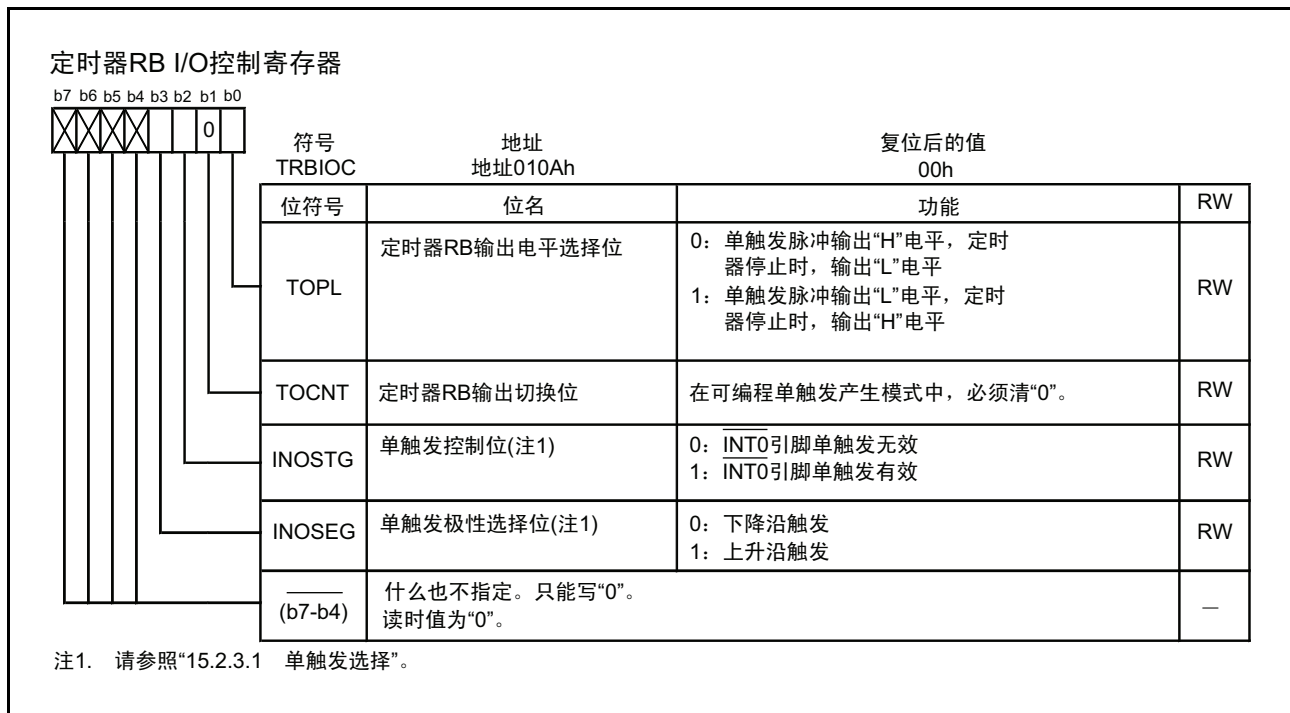 定时器RB I/O控制寄存器
b7 b6 b5 b4 b3 b2 b1 b0
0
符号 地址 复位后的值
TRBIOC 地址010Ah 00h
位符号 位名 功能 RW
TOPL 定时器RB输出电平选择位 0：单触发脉冲输出“H”电平，定时
器停止时，输出“L”电平
1：单触发脉冲输出“L”电平，定时
器停止时，输出“H”电平 RW
TOCNT 定时器RB输出切换位 在可编程单触发产生模式中，必须清“0”。 RW
INOSTG 单触发控制位(注1) 0：INT0引脚单触发无效
1：INT0引脚单触发有效 RW
INOSEG 单触发极性选择位(注1) 0：下降沿触发
1：上升沿触发 RW
(b7-b4) 什么也不指定。只能写“0”。
读时值为“0”。 —
注1. 请参照“15.2.3.1 单触发选择”。